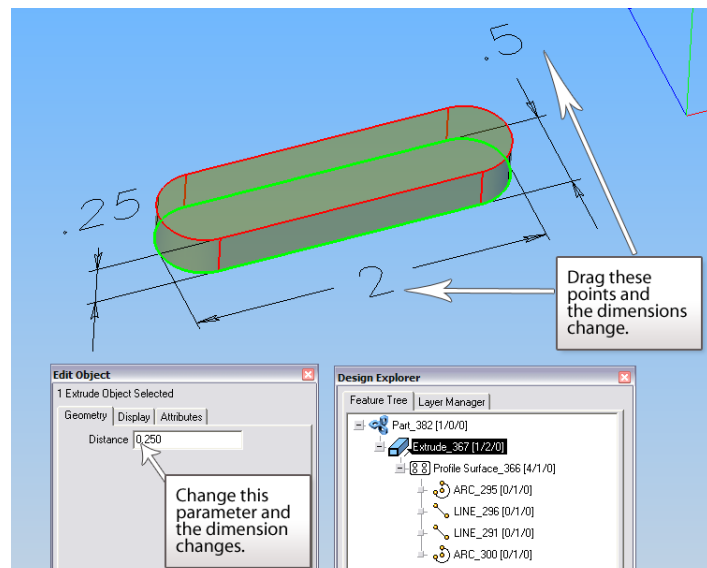 .5
.25
2
Drag these
points and
the dimensions
change.
Edit Object
1 Extrude Object Selected
Geometry Display Attributes
Distance 0.250
Change this
parameter and
the dimension
changes.
Design Explorer
Feature Tree Layer Manager
Part_382 [1/0/0]
Extrude_367 [1/2/0]
Profile Surface_366 [4/1/0]
ARC_295 [0/1/0]
LINE_296 [0/1/0]
LINE_291 [0/1/0]
ARC_300 [0/1/0]